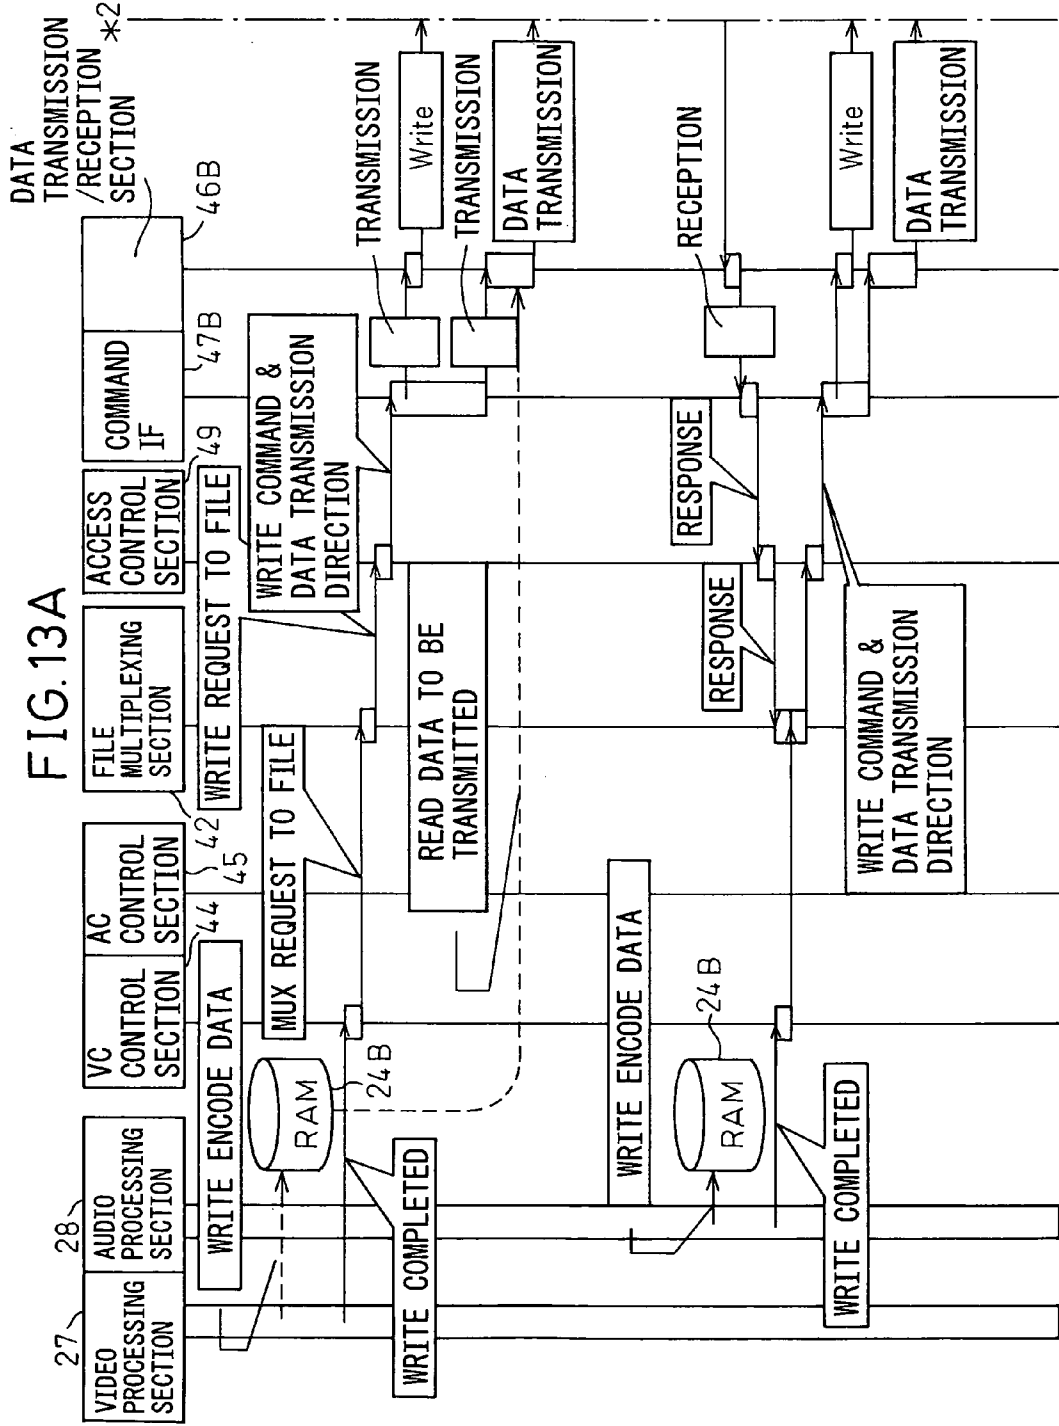 FIG.13A
27
VIDEO
PROCESSING
SECTION
28
AUDIO
PROCESSING
SECTION
VC
CONTROL
SECTION
44
AC
CONTROL
SECTION
45
FILE
MULTIPLEXING
SECTION
42
ACCESS
CONTROL
SECTION
49
COMMAND
IF
47B
DATA
TRANSMISSION
/RECEPTION
SECTION
46B
*2
WRITE ENCODE DATA
RAM
24B
WRITE COMPLETED
MUX REQUEST TO FILE
WRITE REQUEST TO FILE
WRITE COMMAND &
DATA TRANSMISSION
DIRECTION
TRANSMISSION
Write
TRANSMISSION
DATA
TRANSMISSION
READ DATA TO BE
TRANSMITTED
WRITE ENCODE DATA
RAM
24B
WRITE COMPLETED
RECEPTION
RESPONSE
RESPONSE
WRITE COMMAND &
DATA TRANSMISSION
DIRECTION
Write
DATA
TRANSMISSION